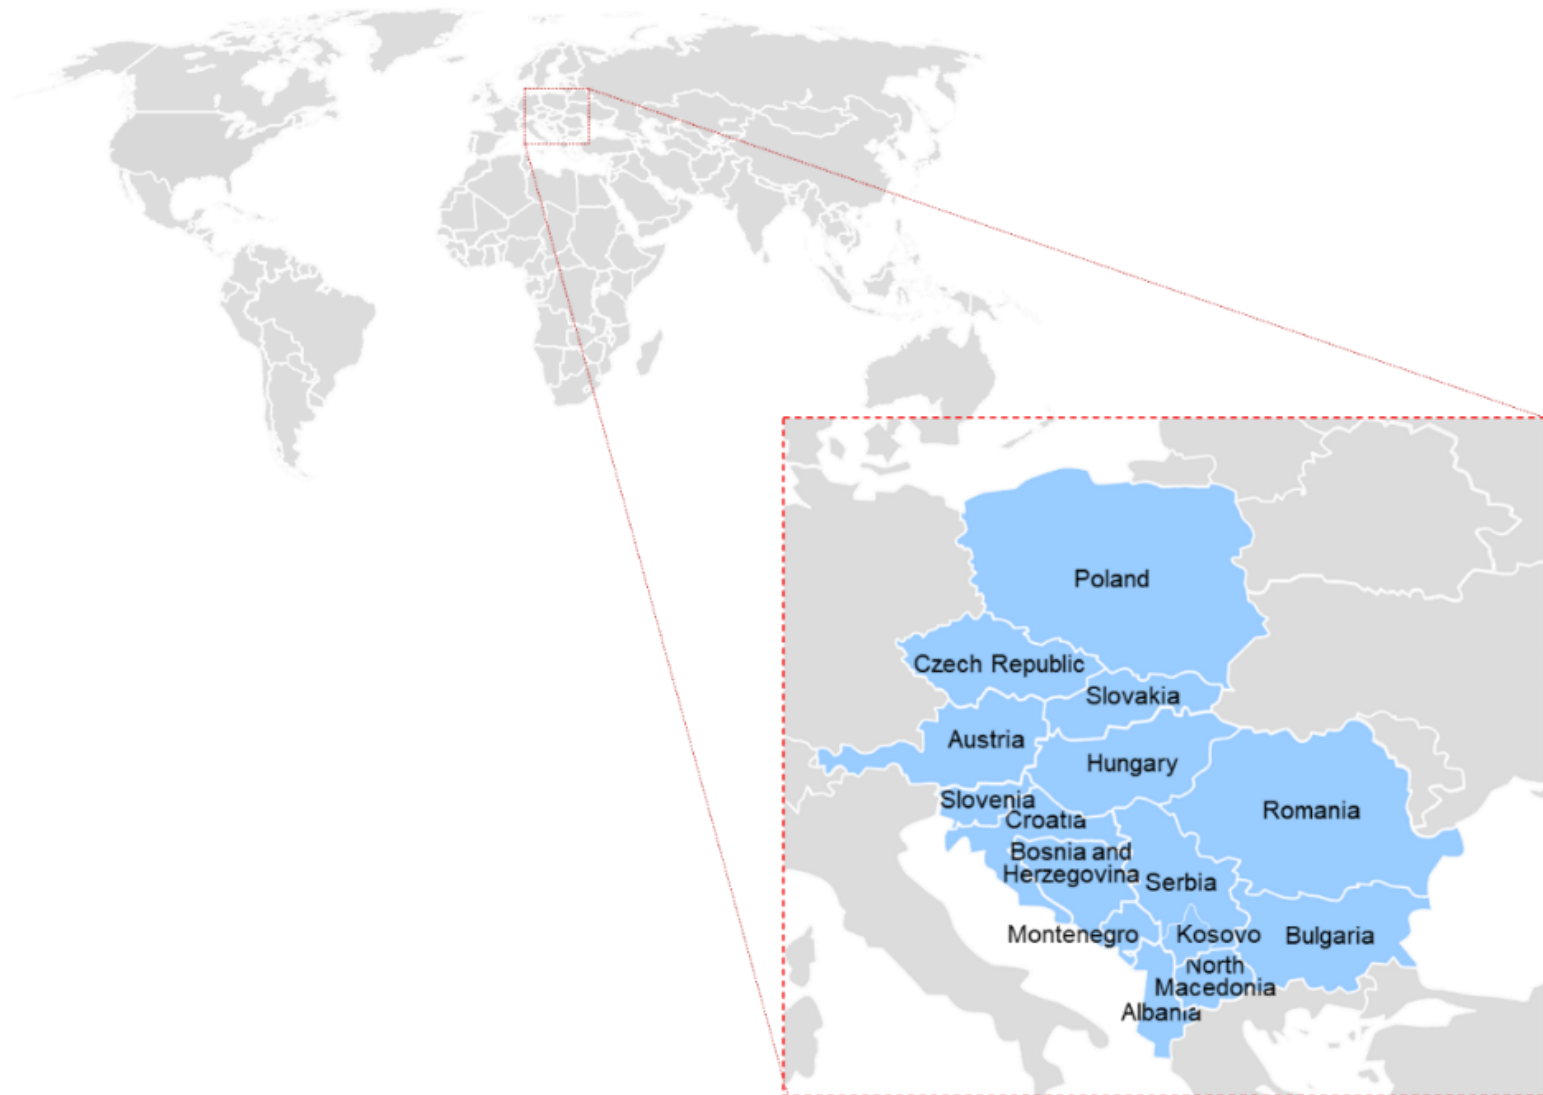 Poland
Czech Republic
Slovakia
Austria
Hungary
Slovenia
Croatia
Romania
Bosnia and
Herzegovina
Serbia
Montenegro
Kosovo
Bulgaria
North
Macedonia
Albania